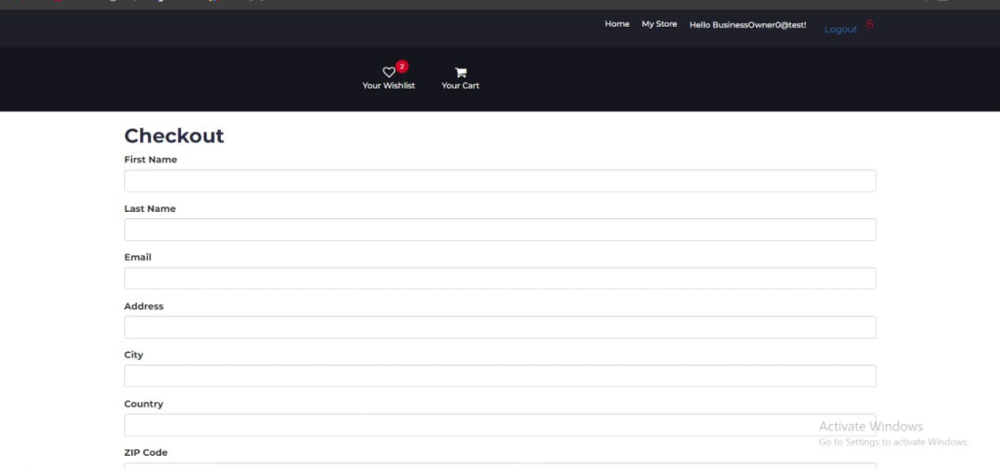 Home My Store Hello BusinessOwner0@test! Logout
2
Your Wishlist Your Cart
Checkout
First Name
Last Name
Email
Address
City
Country
Activate Windows
Go to Settings to activate Windows.
ZIP Code